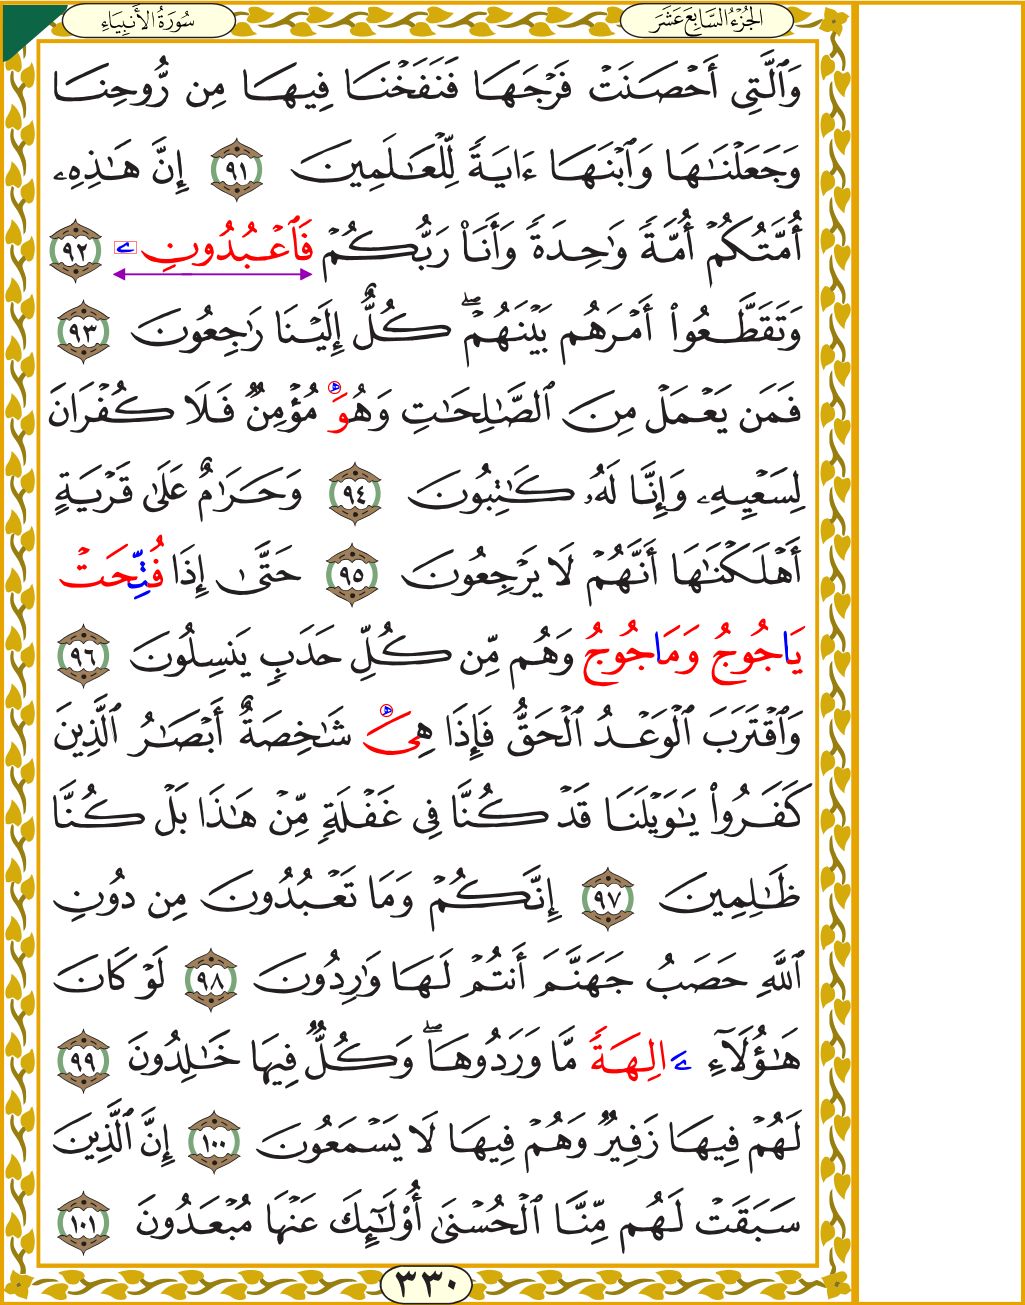 الجُزْءُ السَّابِعَ عَشَرَ
سُورَةُ الأَنبِيَاءِ
وَٱلَّتِى أَحْصَنَتْ فَرْجَهَا فَنَفَخْنَا فِيهَا مِن رُّوحِنَا
وَجَعَلْنَٰهَا وَٱبْنَهَا ءَايَةً لِّلْعَٰلَمِينَ ٩١ إِنَّ هَٰذِهِۦ
أُمَّتُكُمْ أُمَّةً وَٰحِدَةً وَأَنَا۠ رَبُّكُمْ فَٱعْبُدُونِۦ ٩٢
وَتَقَطَّعُوٓا۟ أَمْرَهُم بَيْنَهُمْ ۖ كُلٌّ إِلَيْنَا رَٰجِعُونَ ٩٣
فَمَن يَعْمَلْ مِنَ ٱلصَّٰلِحَٰتِ وَهُوَ مُؤْمِنٌ فَلَا كُفْرَانَ
لِسَعْيِهِۦ وَإِنَّا لَهُۥ كَٰتِبُونَ ٩٤ وَحَرَٰمٌ عَلَىٰ قَرْيَةٍ
أَهْلَكْنَٰهَا أَنَّهُمْ لَا يَرْجِعُونَ ٩٥ حَتَّىٰ إِذَا فُتِّحَتْ
يَاجُوجُ وَمَاجُوجُ وَهُم مِّن كُلِّ حَدَبٍ يَنسِلُونَ ٩٦
وَٱقْتَرَبَ ٱلْوَعْدُ ٱلْحَقُّ فَإِذَا هِىَ شَٰخِصَةٌ أَبْصَٰرُ ٱلَّذِينَ
كَفَرُوا۟ يَٰوَيْلَنَا قَدْ كُنَّا فِى غَفْلَةٍ مِّنْ هَٰذَا بَلْ كُنَّا
ظَٰلِمِينَ ٩٧ إِنَّكُمْ وَمَا تَعْبُدُونَ مِن دُونِ
ٱللَّهِ حَصَبُ جَهَنَّمَ أَنتُمْ لَهَا وَٰرِدُونَ ٩٨ لَوْ كَانَ
هَٰؤُلَآءِ ءَالِهَةً مَّا وَرَدُوهَا ۖ وَكُلٌّ فِيهَا خَٰلِدُونَ ٩٩
لَهُمْ فِيهَا زَفِيرٌ وَهُمْ فِيهَا لَا يَسْمَعُونَ ١٠٠ إِنَّ ٱلَّذِينَ
سَبَقَتْ لَهُم مِّنَّا ٱلْحُسْنَىٰ أُو۟لَٰٓئِكَ عَنْهَا مُبْعَدُونَ ١٠١
٣٣٠